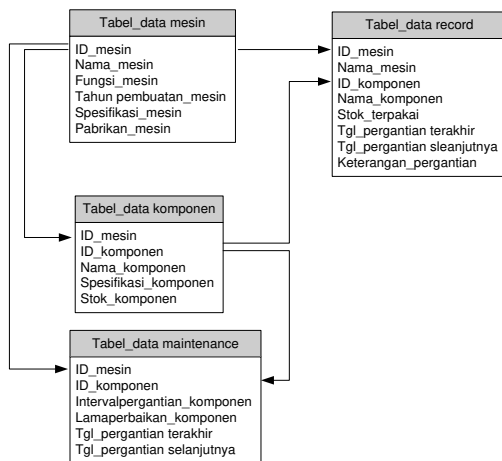 Tabel_data mesin
ID_mesin
Nama_mesin
Fungsi_mesin
Tahun pembuatan_mesin
Spesifikasi_mesin
Pabrikan_mesin
Tabel_data record
ID_mesin
Nama_mesin
ID_komponen
Nama_komponen
Stok_terpakai
Tgl_pergantian terakhir
Tgl_pergantian sleanjutnya
Keterangan_pergantian
Tabel_data komponen
ID_mesin
ID_komponen
Nama_komponen
Spesifikasi_komponen
Stok_komponen
Tabel_data maintenance
ID_mesin
ID_komponen
Intervalpergantian_komponen
Lamaperbaikan_komponen
Tgl_pergantian terakhir
Tgl_pergantian selanjutnya